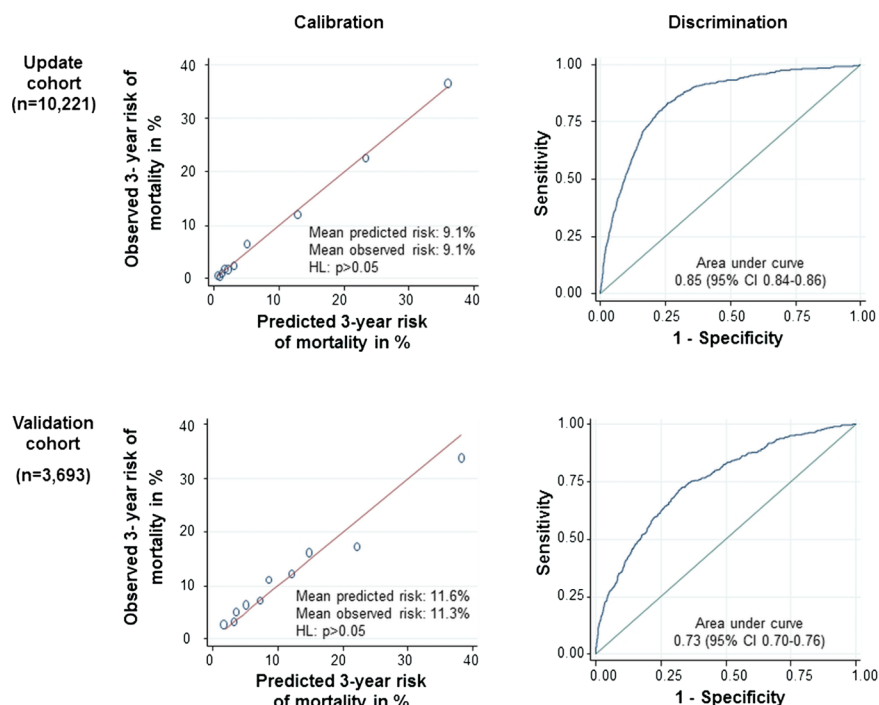 Calibration
Discrimination
Update
cohort
(n=10,221)
Observed 3- year risk of
mortality in %
40
30
20
10
0
Mean predicted risk: 9.1%
Mean observed risk: 9.1%
HL: p>0.05
0
10
20
30
40
Predicted 3-year risk
of mortality in %
Sensitivity
1.00
0.75
0.50
0.25
0.00
Area under curve
0.85 (95% CI 0.84-0.86)
0.00
0.25
0.50
0.75
1.00
1 - Specificity
Validation
cohort
(n=3,693)
Observed 3- year risk of
mortality in %
40
30
20
10
0
Mean predicted risk: 11.6%
Mean observed risk: 11.3%
HL: p>0.05
0
10
20
30
40
Predicted 3-year risk
of mortality in %
Sensitivity
1.00
0.75
0.50
0.25
0.00
Area under curve
0.73 (95% CI 0.70-0.76)
0.00
0.25
0.50
0.75
1.00
1 - Specificity